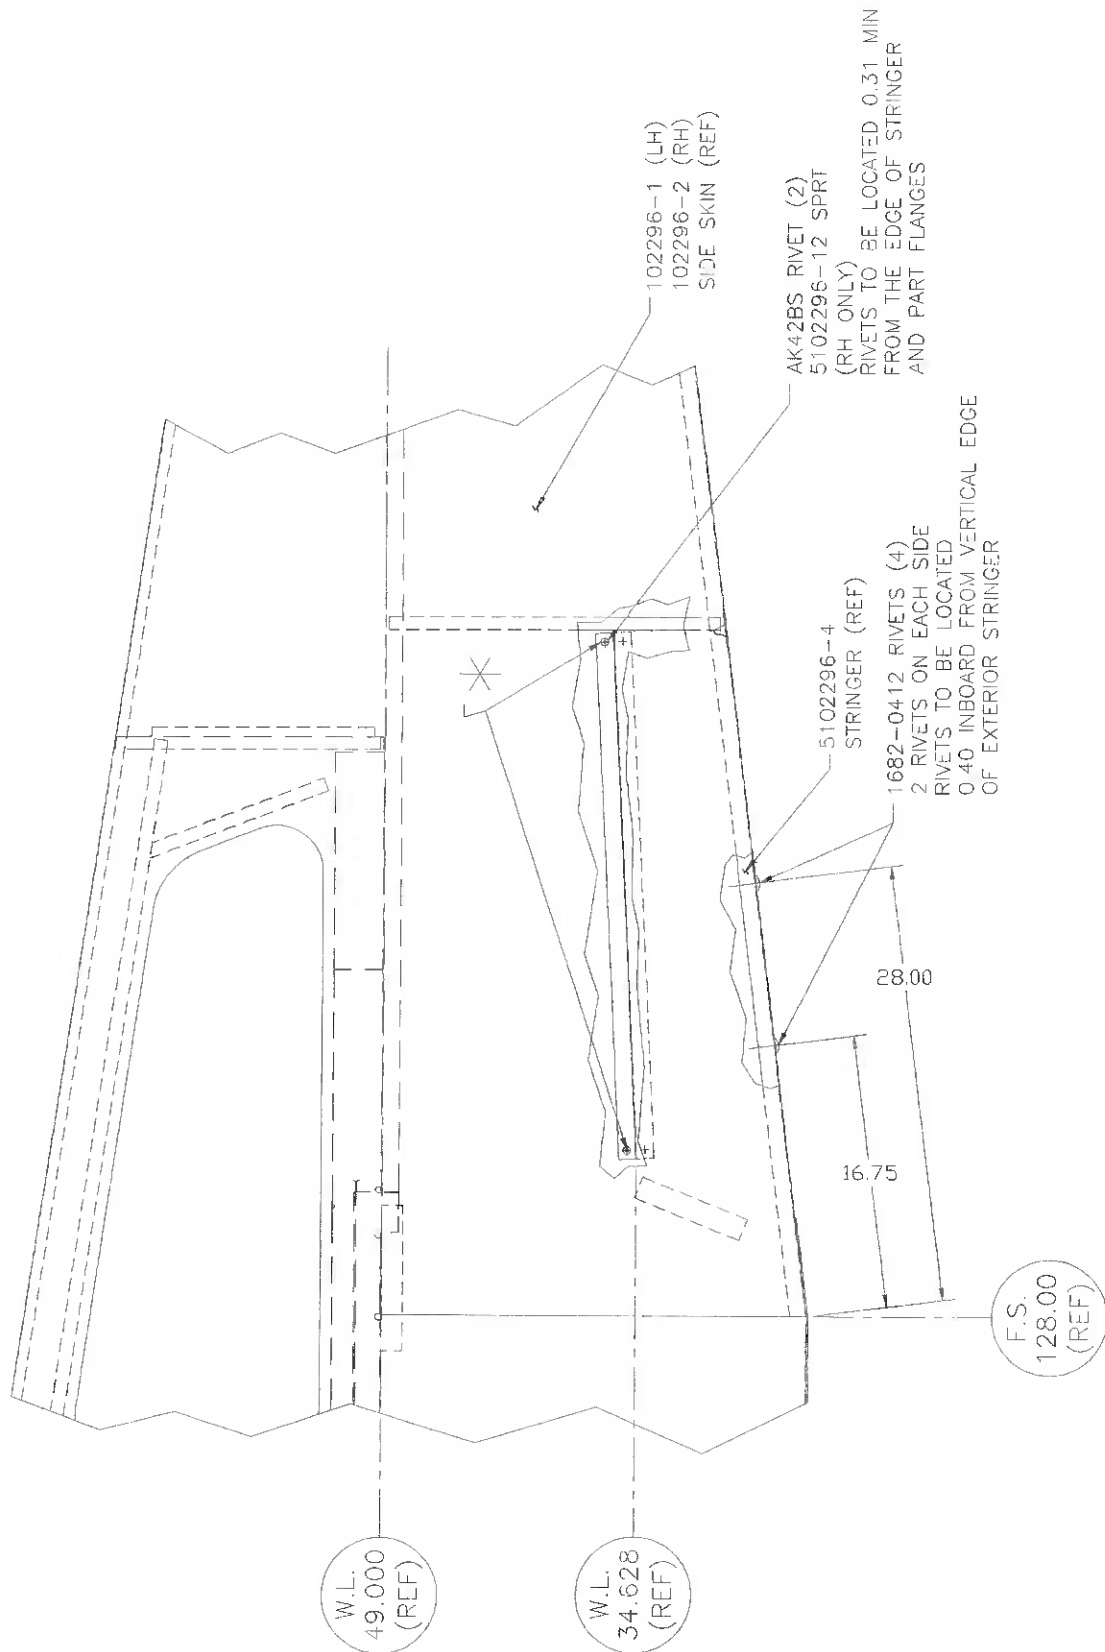 102296-1 (LH)
102296-2 (RH)
SIDE SKIN (REF)
AK42BS RIVET (2)
5102296-12 SPRT
(RH ONLY)
RIVETS TO BE LOCATED 0.31 MIN
FROM THE EDGE OF STRINGER
AND PART FLANGES
5102296-4
STRINGER (REF)
1682-0412 RIVETS (4)
2 RIVETS ON EACH SIDE
RIVETS TO BE LOCATED
0.40 INBOARD FROM VERTICAL EDGE
OF EXTERIOR STRINGER
28.00
16.75
W.L.
49.000
(REF)
W.L.
34.628
(REF)
F.S.
128.00
(REF)